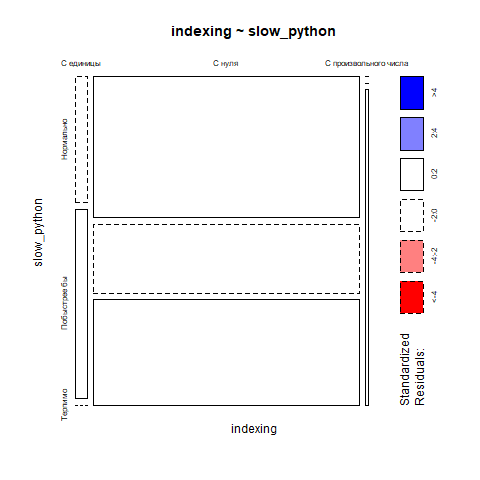 indexing ~ slow_python
С единицы
С нуля
С произвольного числа
Нормально
Побыстрее бы
Терпимо
slow_python
indexing
>4
2:4
0:2
-2:0
-4:-2
<-4
Standardized
Residuals: